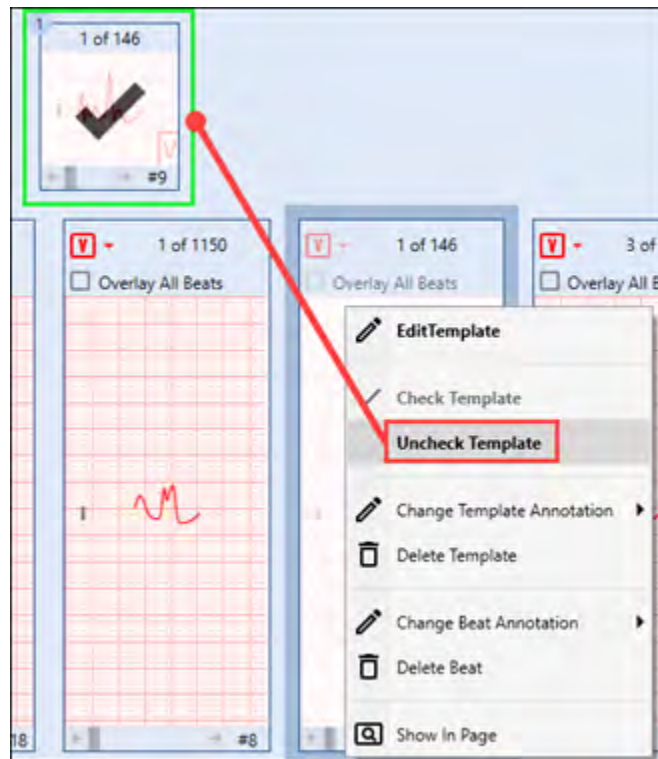 1
1 of 146
V
#9
V 1 of 1150
Overlay All Beats
I
18
#8
V 1 of 146
Overlay All Beats
V 3 of
Overlay All
EditTemplate
Check Template
Uncheck Template
Change Template Annotation
Delete Template
Change Beat Annotation
Delete Beat
Show In Page